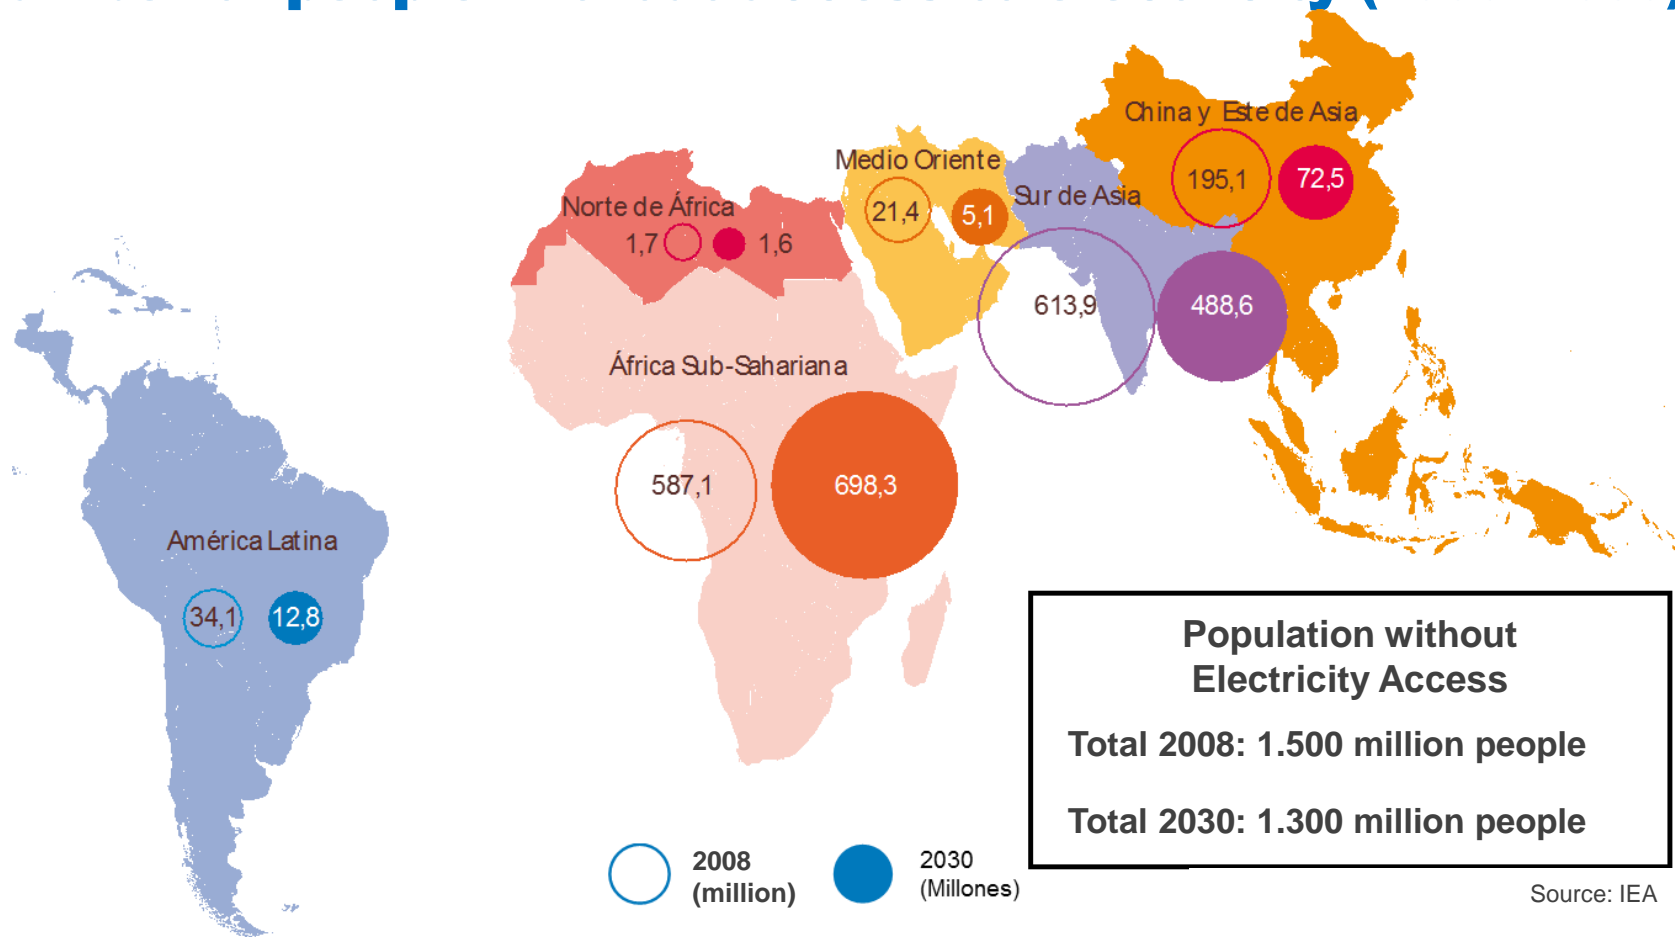 China y Este de Asia
195,1
72,5
Medio Oriente
21,4
5,1
Sur de Asia
613,9
488,6
Norte de África
1,7
1,6
África Sub-Sahariana
587,1
698,3
América Latina
34,1
12,8
Population without
Electricity Access
Total 2008: 1.500 million people
Total 2030: 1.300 million people
2008
(million)
2030
(Millones)
Source: IEA